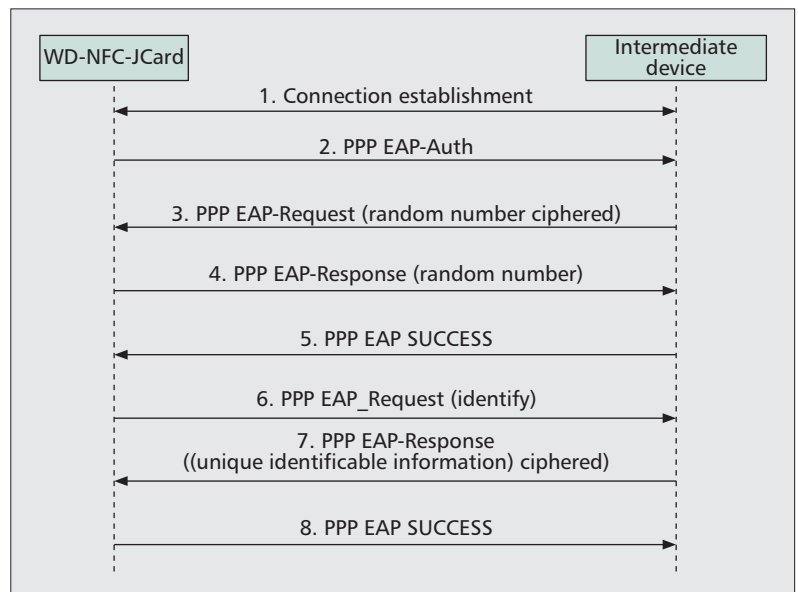 WD-NFC-JCard
Intermediate
device
1. Connection establishment
2. PPP EAP-Auth
3. PPP EAP-Request (random number ciphered)
4. PPP EAP-Response (random number)
5. PPP EAP SUCCESS
6. PPP EAP_Request (identify)
7. PPP EAP-Response
((unique identificable information) ciphered)
8. PPP EAP SUCCESS